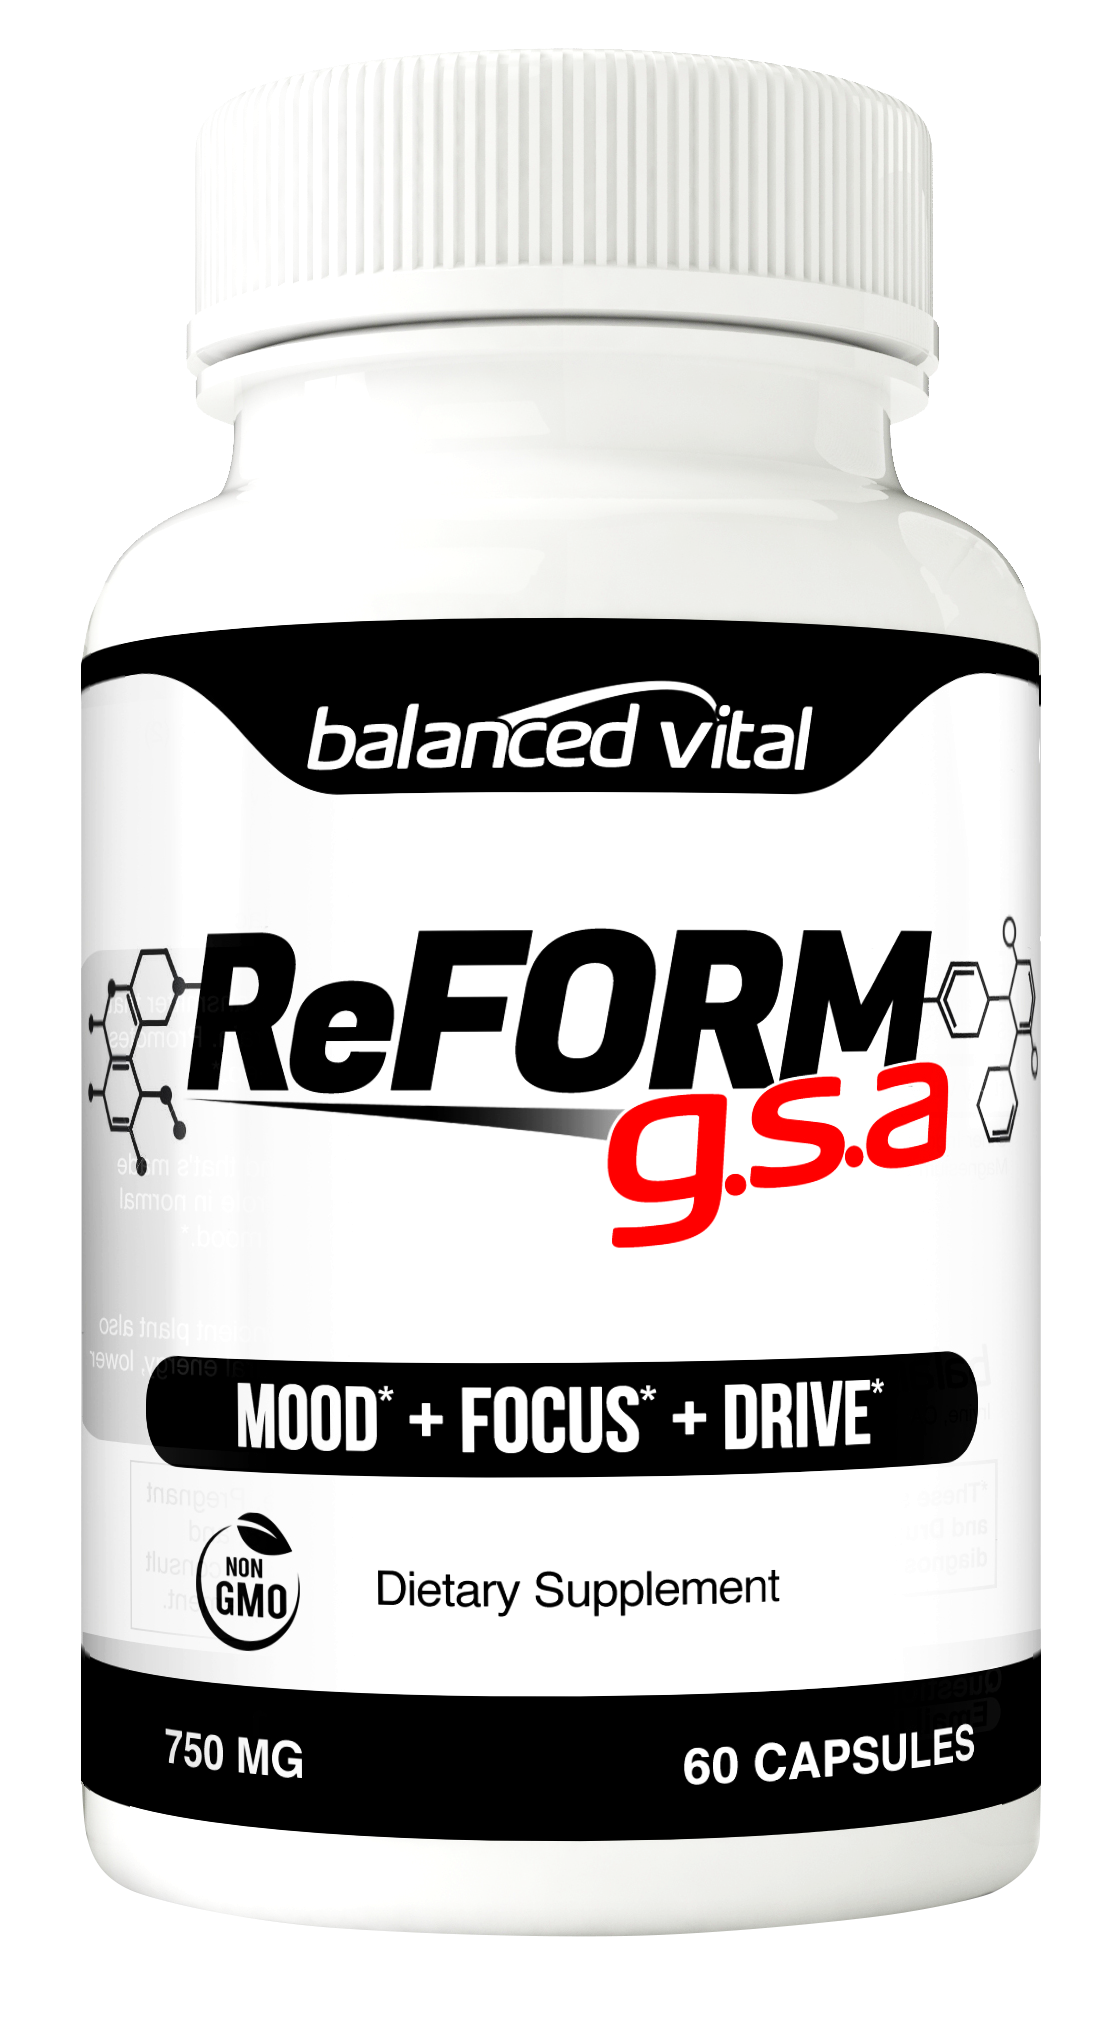 balanced vital
ReFORM
g.s.a
MOOD* + FOCUS* + DRIVE*
NON
GMO
Dietary Supplement
750 MG
60 CAPSULES